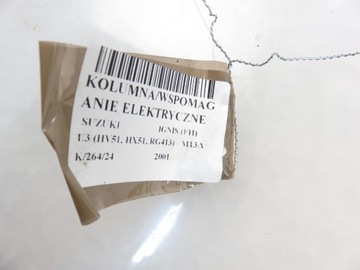 KOLUMNA/WSPOMAG
ANIE ELEKTRYCZNE
SUZUKI IGNIS (FH)
1.3 (HV51, HX51, RG413) M13A
K/264/24 2001